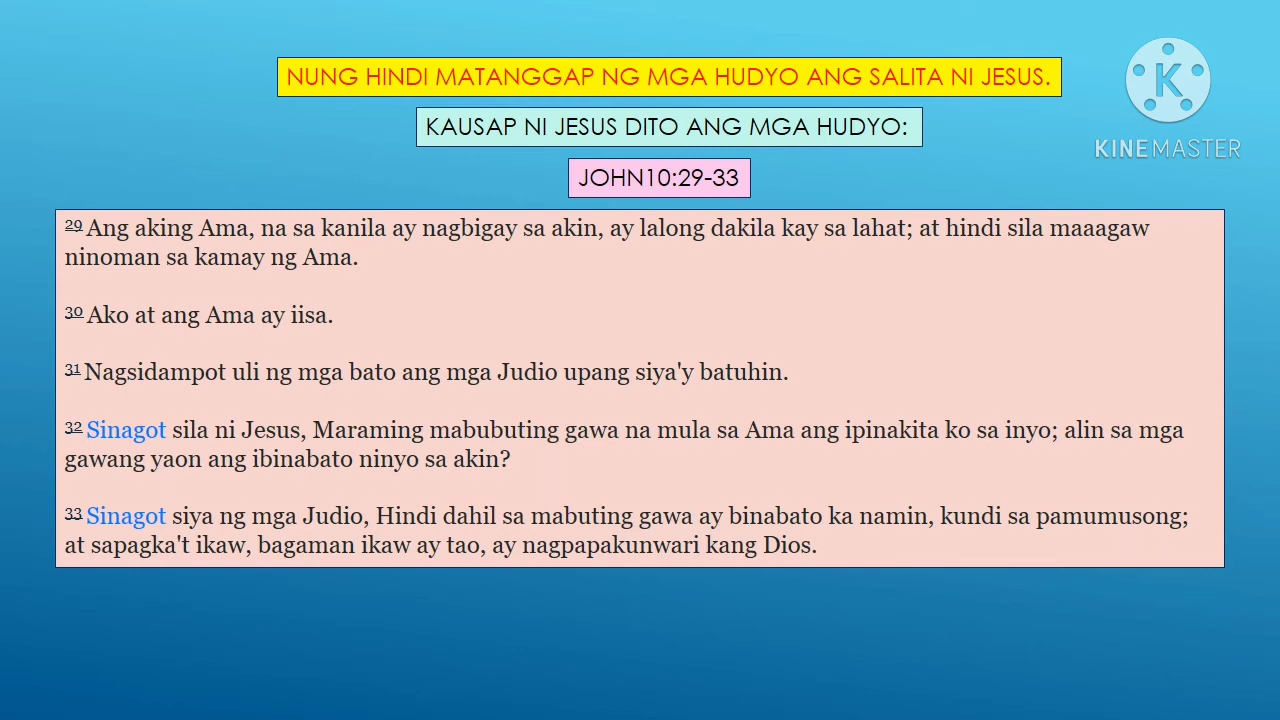 NUNG HINDI MATANGGAP NG MGA HUDYO ANG SALITA NI JESUS.
KAUSAP NI JESUS DITO ANG MGA HUDYO:
JOHN10:29-33
K
KINEMASTER
29 Ang aking Ama, na sa kanila ay nagbigay sa akin, ay lalong dakila kay sa lahat; at hindi sila maaagaw
ninoman sa kamay ng Ama.
30 Ako at ang Ama ay iisa.
31 Nagsidampot uli ng mga bato ang mga Judio upang siya'y batuhin.
32 Sinagot sila ni Jesus, Maraming mabubuting gawa na mula sa Ama ang ipinakita ko sa inyo; alin sa mga
gawang yaon ang ibinabato ninyo sa akin?
33 Sinagot siya ng mga Judio, Hindi dahil sa mabuting gawa ay binabato ka namin, kundi sa pamumusong;
at sapagka't ikaw, bagaman ikaw ay tao, ay nagpapakunwari kang Dios.